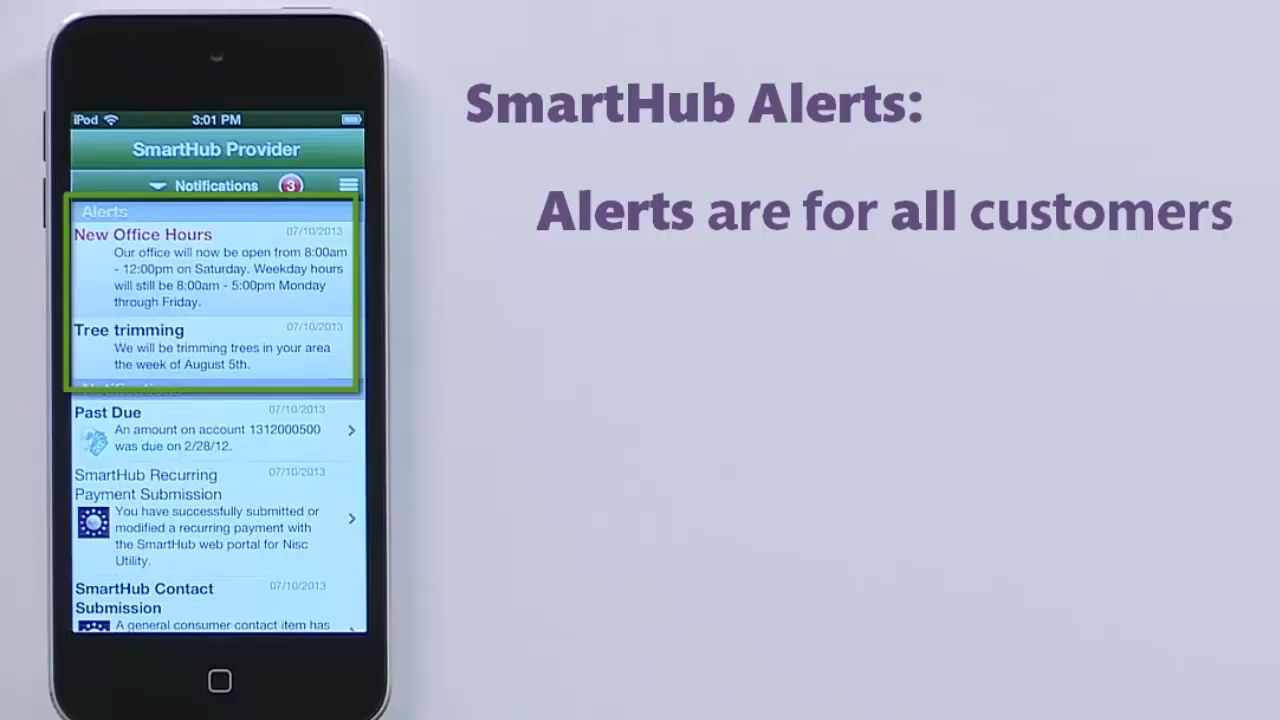 SmartHub Alerts:
Alerts are for all customers
iPod 3:01 PM
SmartHub Provider
Notifications 3
Alerts
New Office Hours 07/10/2013
Our office will now be open from 8:00am
- 12:00pm on Saturday. Weekday hours
will still be 8:00am - 5:00pm Monday
through Friday.
Tree trimming 07/10/2013
We will be trimming trees in your area
the week of August 5th.
Notifications
Past Due 07/10/2013
An amount on account 1312000500
was due on 2/28/12.
SmartHub Recurring 07/10/2013
Payment Submission
You have successfully submitted or
modified a recurring payment with
the SmartHub web portal for Nisc
Utility.
SmartHub Contact 07/10/2013
Submission
A general consumer contact item has